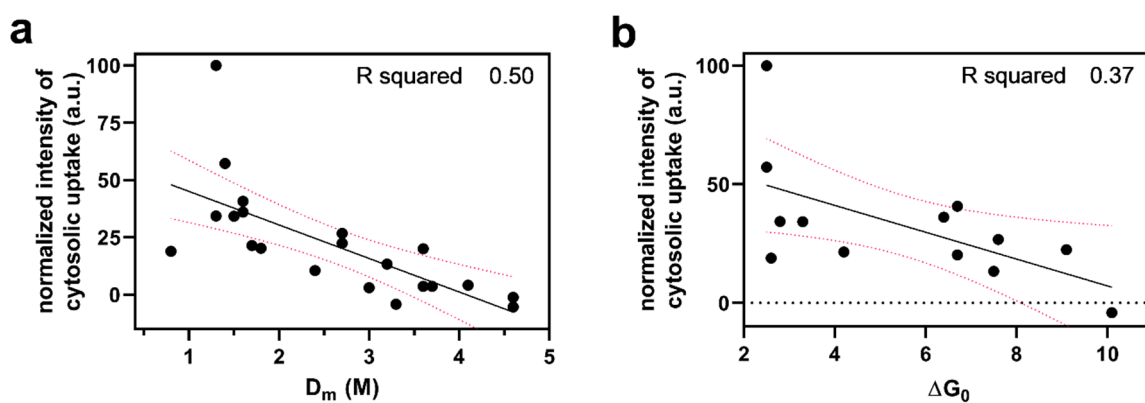 a
R squared 0.50
normalized intensity of
cytosolic uptake (a.u.)
100
75
50
25
0
1 2 3 4 5
Dₘ (M)
b
R squared 0.37
normalized intensity of
cytosolic uptake (a.u.)
100
50
0
2 4 6 8 10
ΔG₀